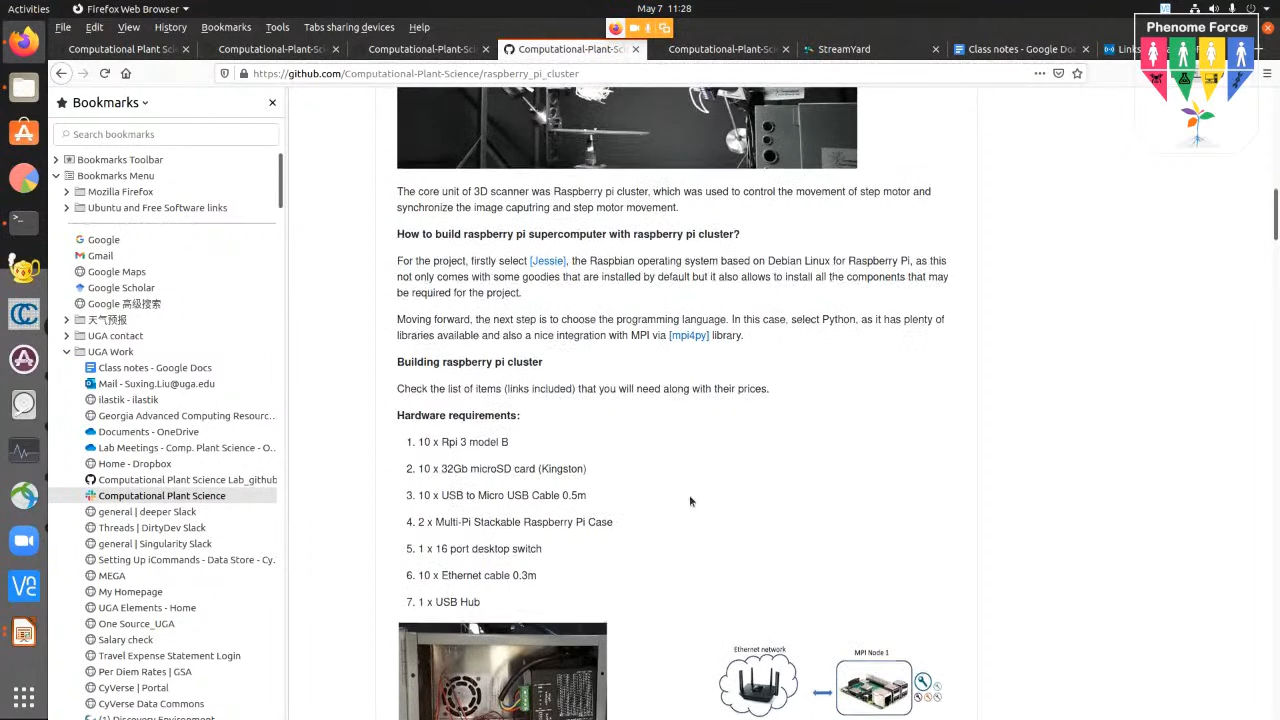 Activities
Firefox Web Browser
May 7 11:28
File Edit View History Bookmarks Tools Tabs sharing devices Help
Computational Plant Sci
Computational-Plant-Sc
Computational-Plant-S
Computational-Plant-Sc
Computational-Plant-Sc
StreamYard
Class notes - Google Do
Links
Phenome Force
https://github.com/Computational-Plant-Science/raspberry_pi_cluster
Bookmarks
Search bookmarks
Bookmarks Toolbar
Bookmarks Menu
Mozilla Firefox
Ubuntu and Free Software links
Google
Gmail
Google Maps
Google Scholar
Google 高级搜索
天气预报
UGA contact
UGA Work
Class notes - Google Docs
Mail - Suxing.Liu@uga.edu
ilastik - ilastik
Georgia Advanced Computing Resourc...
Documents - OneDrive
Lab Meetings - Comp. Plant Science - O...
Home - Dropbox
Computational Plant Science Lab_github
Computational Plant Science
general | deeper Slack
Threads | DirtyDev Slack
general | Singularity Slack
Setting Up iCommands - Data Store - Cy...
MEGA
My Homepage
UGA Elements - Home
One Source_UGA
Salary check
Travel Expense Statement Login
Per Diem Rates | GSA
CyVerse | Portal
CyVerse Data Commons
(1) Discovery Environment
The core unit of 3D scanner was Raspberry pi cluster, which was used to control the movement of step motor and
synchronize the image caputring and step motor movement.
How to build raspberry pi supercomputer with raspberry pi cluster?
For the project, firstly select [Jessie], the Raspbian operating system based on Debian Linux for Raspberry Pi, as this
not only comes with some goodies that are installed by default but it also allows to install all the components that may
be required for the project.
Moving forward, the next step is to choose the programming language. In this case, select Python, as it has plenty of
libraries available and also a nice integration with MPI via [mpi4py] library.
Building raspberry pi cluster
Check the list of items (links included) that you will need along with their prices.
Hardware requirements:
1. 10 x Rpi 3 model B
2. 10 x 32Gb microSD card (Kingston)
3. 10 x USB to Micro USB Cable 0.5m
4. 2 x Multi-Pi Stackable Raspberry Pi Case
5. 1 x 16 port desktop switch
6. 10 x Ethernet cable 0.3m
7. 1 x USB Hub
Ethernet network
MPI Node 1